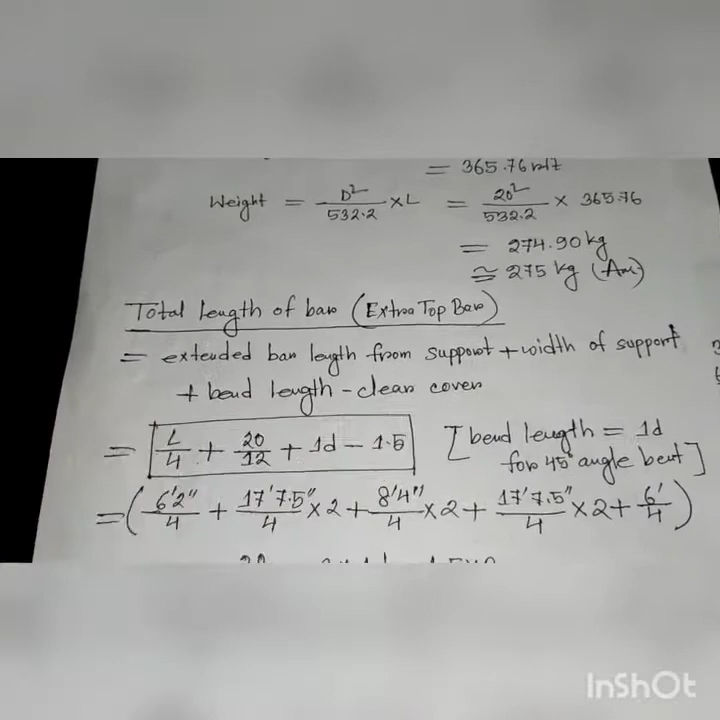 = 365.76 mtz
Weight = D²/532.2 × L = 20²/532.2 × 365.76
= 274.90 kg
≅ 275 kg (Ans)
Total length of bar (Extra Top Bar)
= extended bar length from support + width of support
+ bend length - clear cover
= L/4 + 20/12 + 1d - 1.5 [bend length = 1d
for 45° angle bent]
= (6'2"/4 + 17'7.5"/4 × 2 + 8'4"/4 × 2 + 17'7.5"/4 × 2 + 6'/4)
InShOt